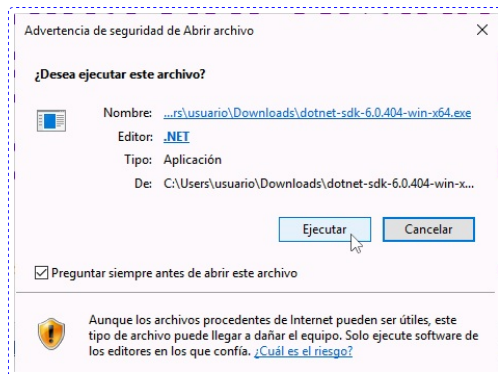 Advertencia de seguridad de Abrir archivo
¿Desea ejecutar este archivo?
Nombre: ...rs\usuario\Downloads\dotnet-sdk-6.0.404-win-x64.exe
Editor: .NET
Tipo: Aplicación
De: C:\Users\usuario\Downloads\dotnet-sdk-6.0.404-win-x...
Ejecutar Cancelar
Preguntar siempre antes de abrir este archivo
Aunque los archivos procedentes de Internet pueden ser útiles, este
tipo de archivo puede llegar a dañar el equipo. Solo ejecute software de
los editores en los que confía. ¿Cuál es el riesgo?